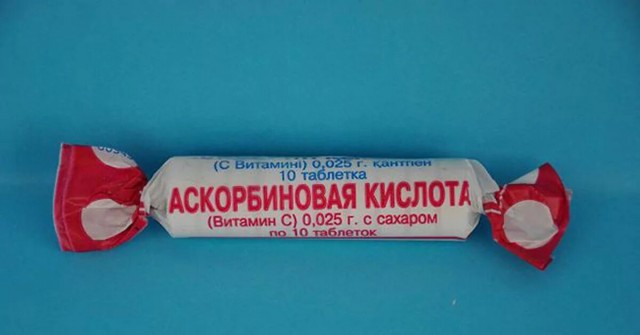 (С Витамині) 0,025 г. қантпен
10 таблетка
АСКОРБИНОВАЯ КИСЛОТА
(Витамин С) 0,025 г. с сахаром
по 10 таблеток